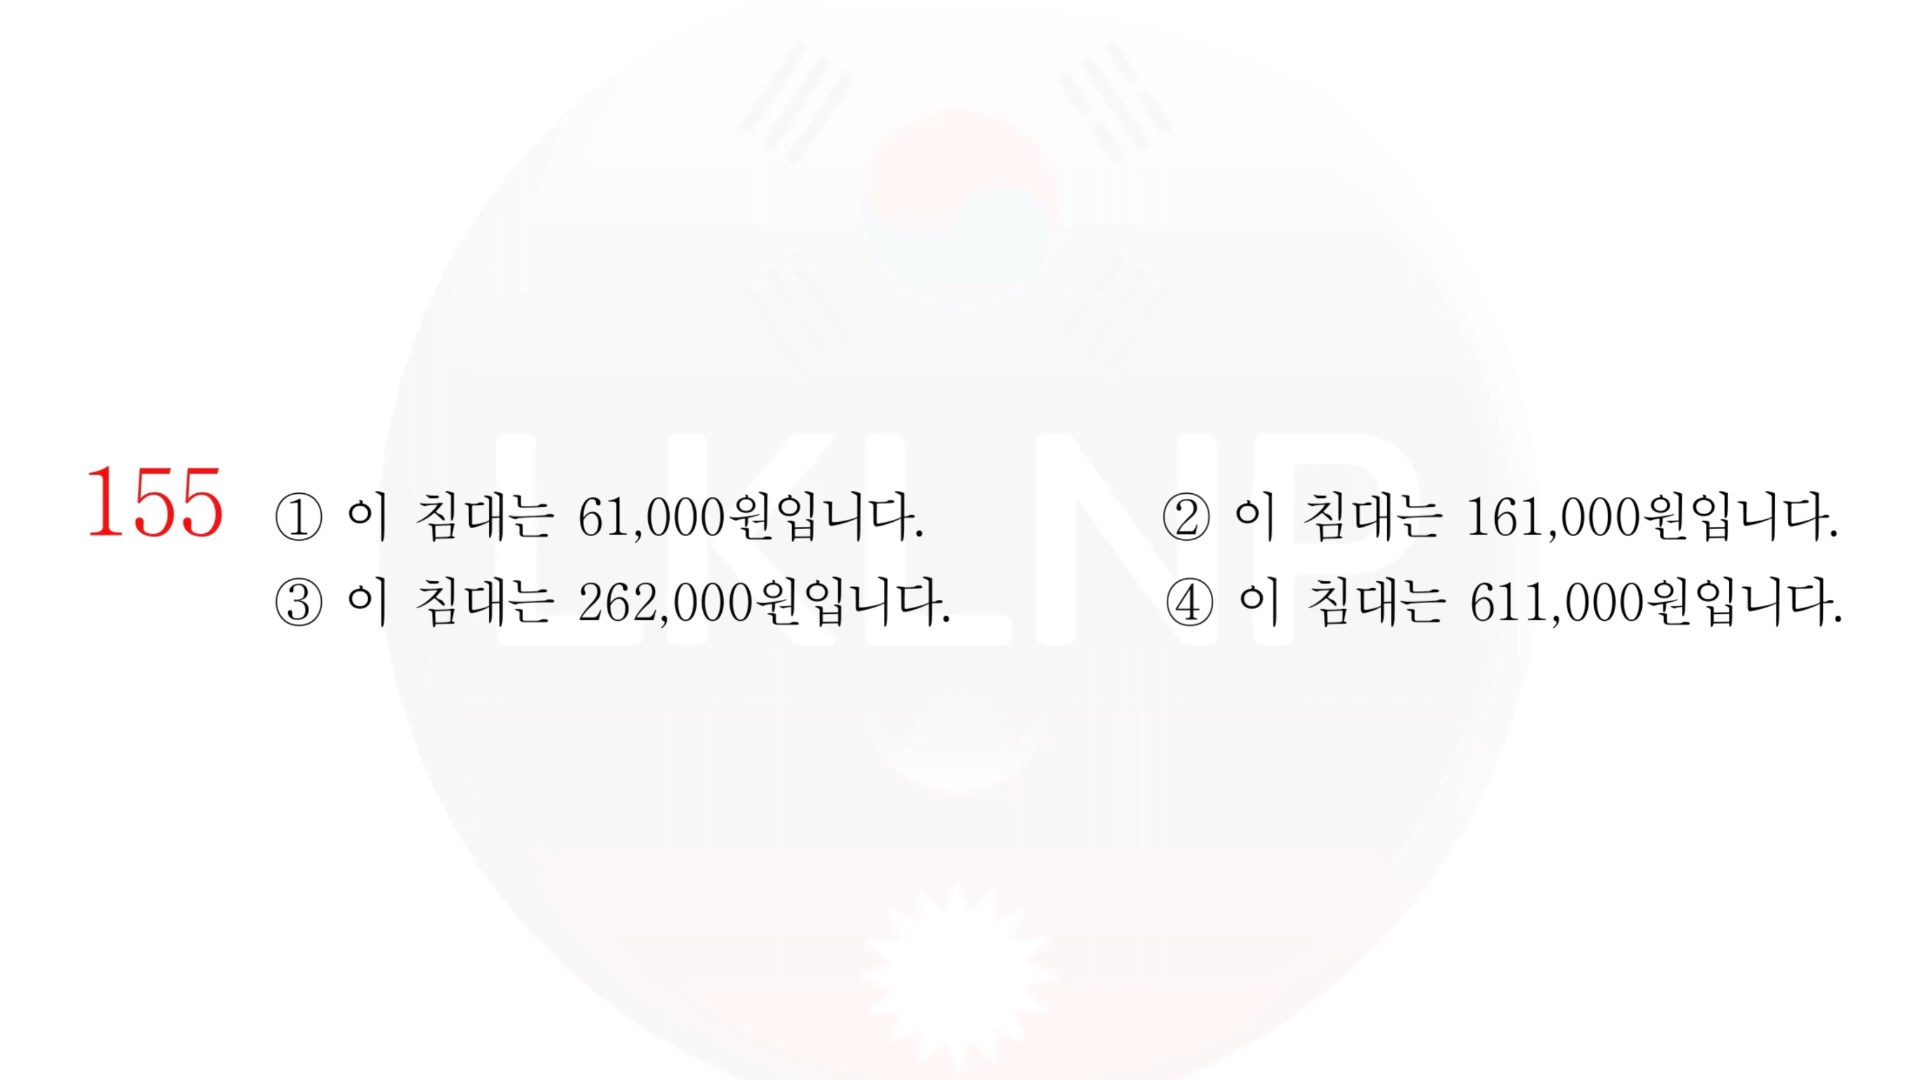 155 ① 이 침대는 61,000원입니다. ② 이 침대는 161,000원입니다.
③ 이 침대는 262,000원입니다. ④ 이 침대는 611,000원입니다.
LKLNP